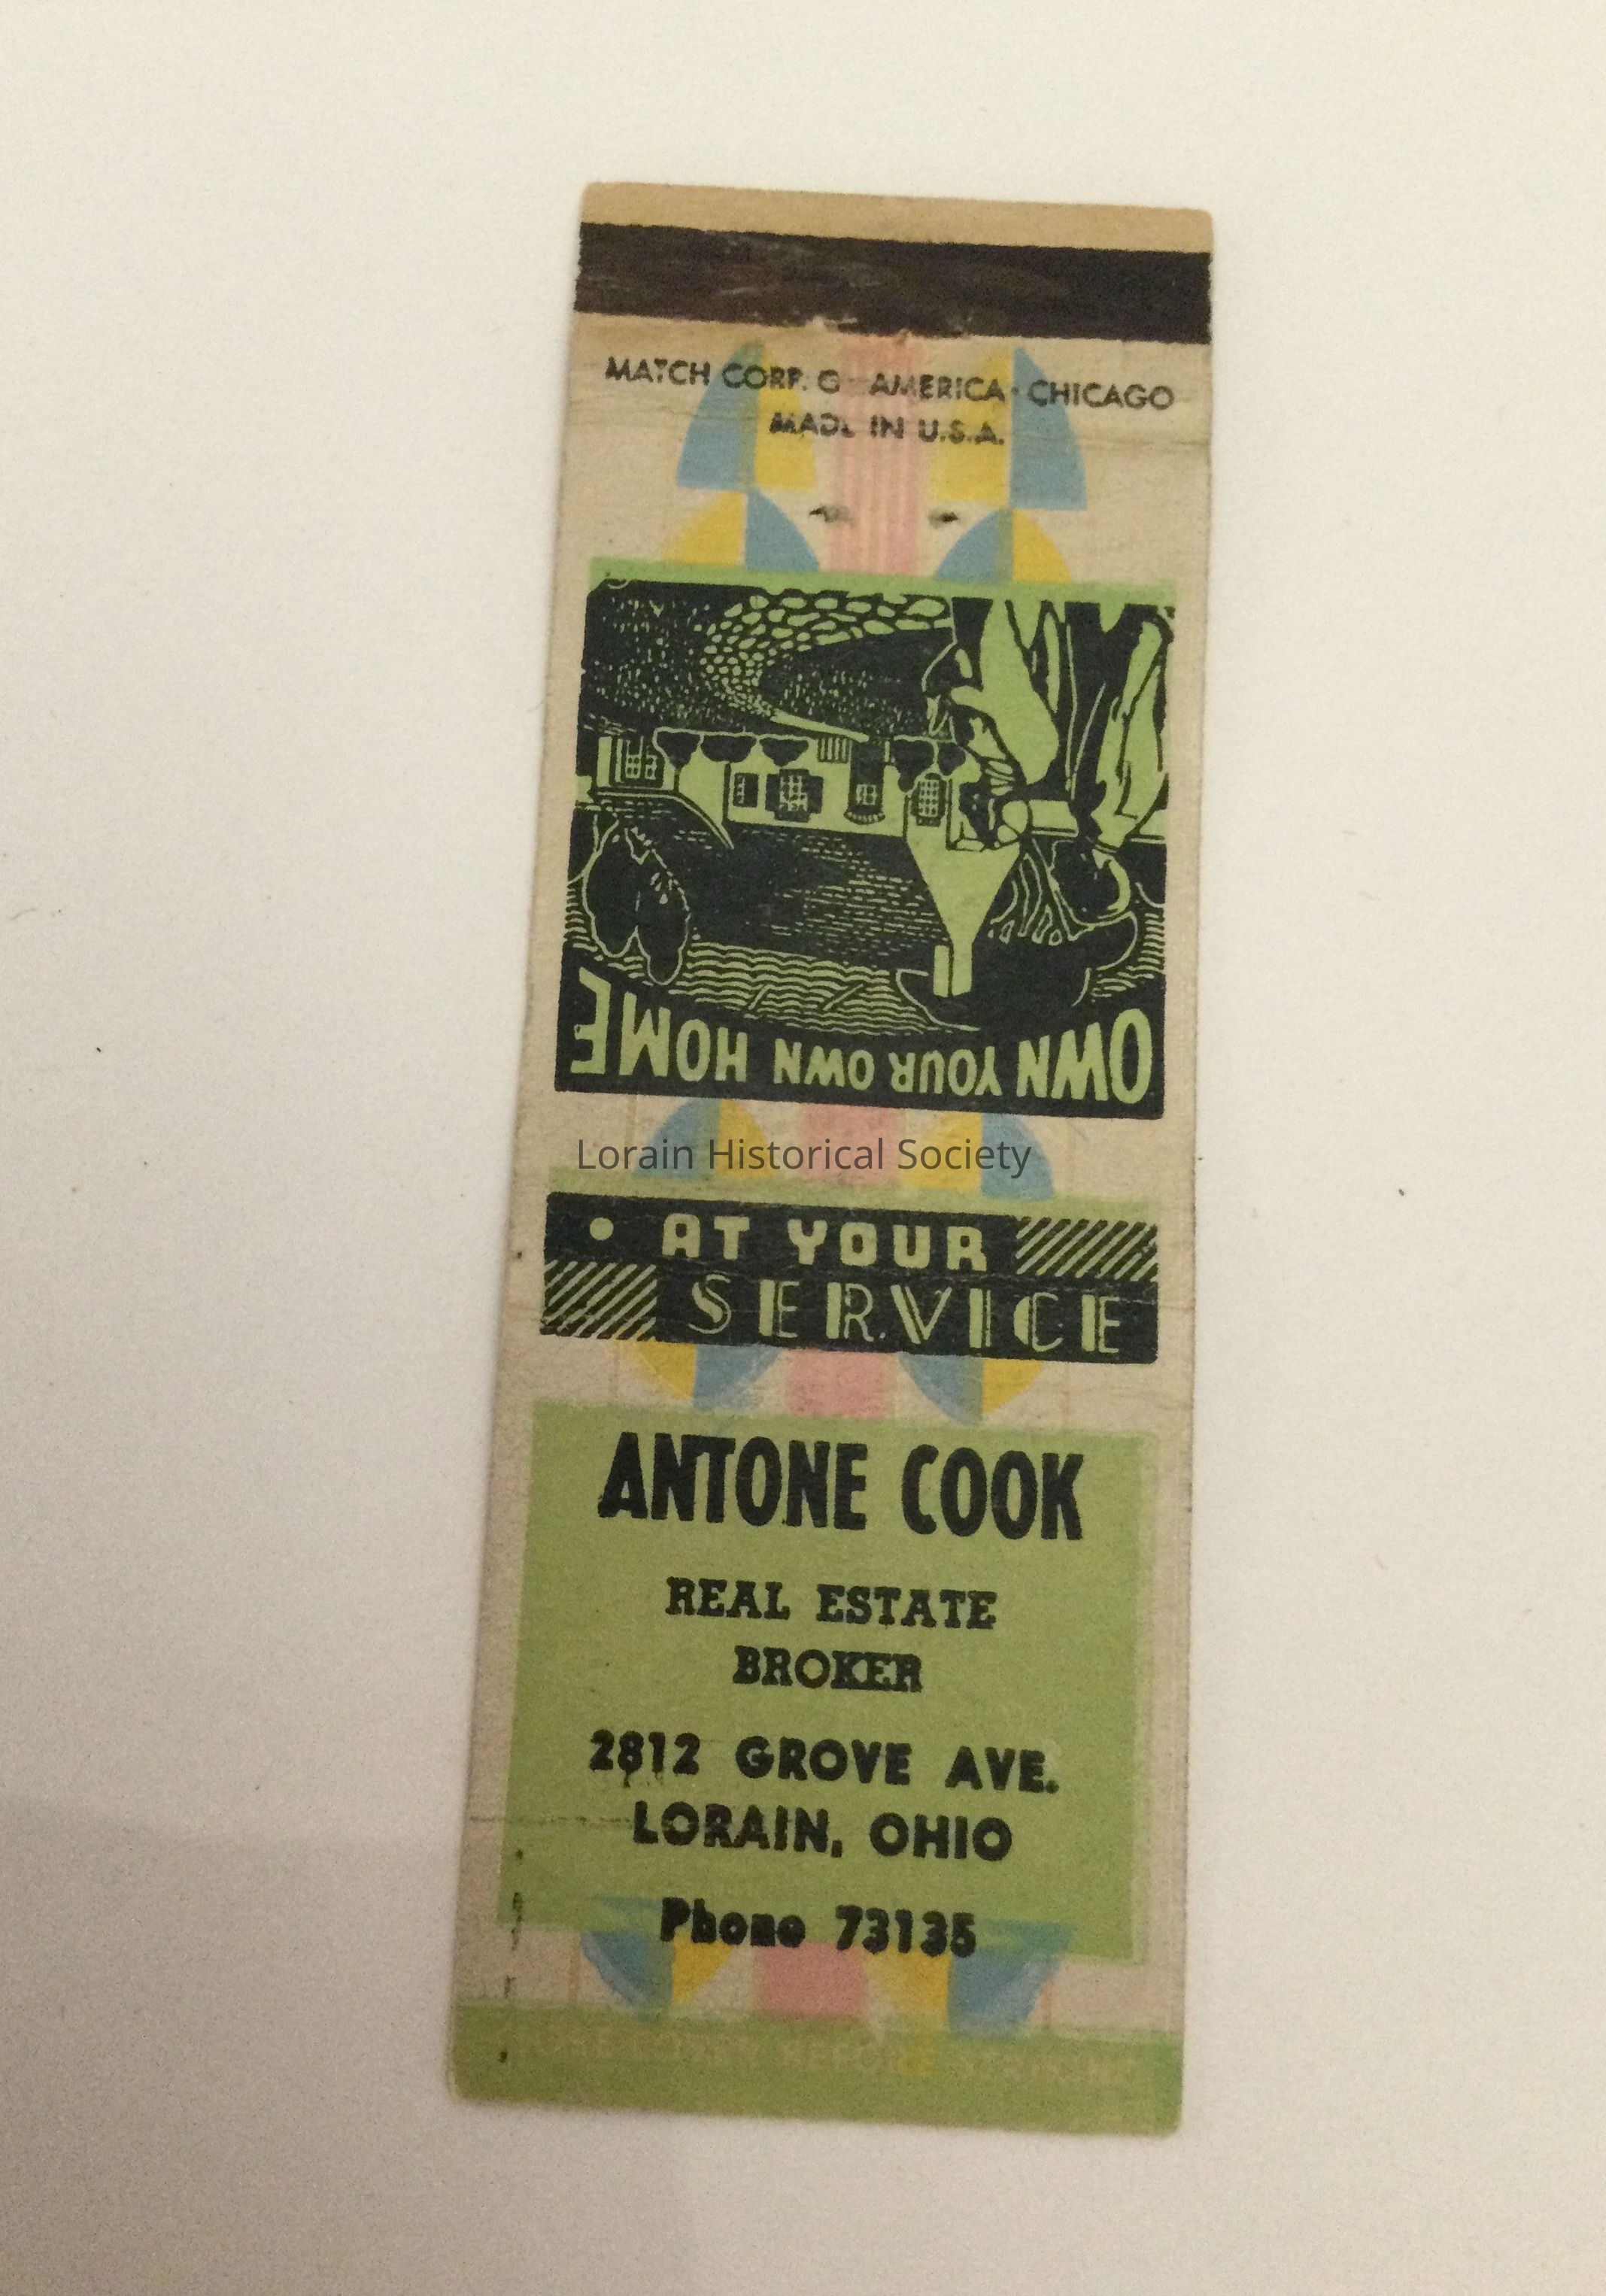 MATCH CORP. O AMERICA · CHICAGO
MADE IN U.S.A.
OWN YOUR OWN HOME
Lorain Historical Society
• AT YOUR
SERVICE
ANTONE COOK
REAL ESTATE
BROKER
2812 GROVE AVE.
LORAIN, OHIO
Phone 73135